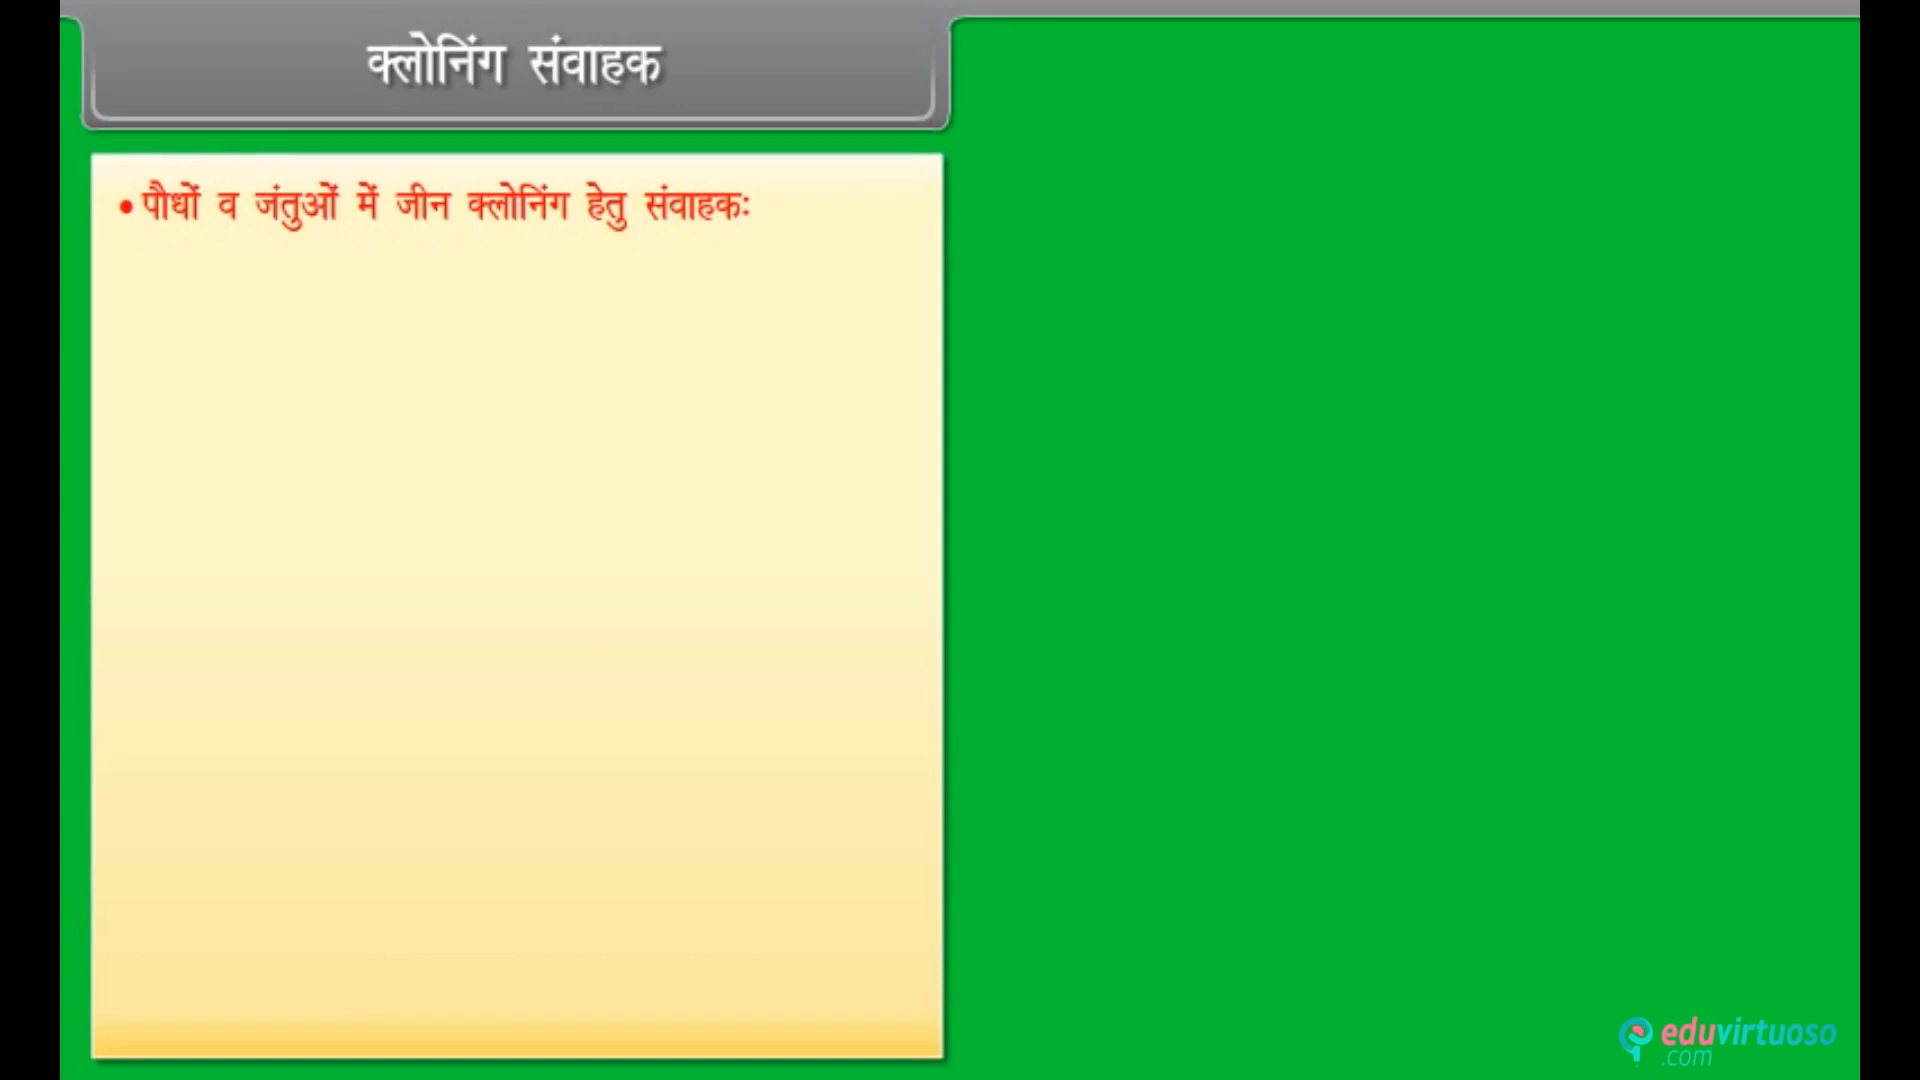 क्लोनिंग संवाहक
• पौधों व जंतुओं में जीन क्लोनिंग हेतु संवाहकः
eduvirtuoso
.com